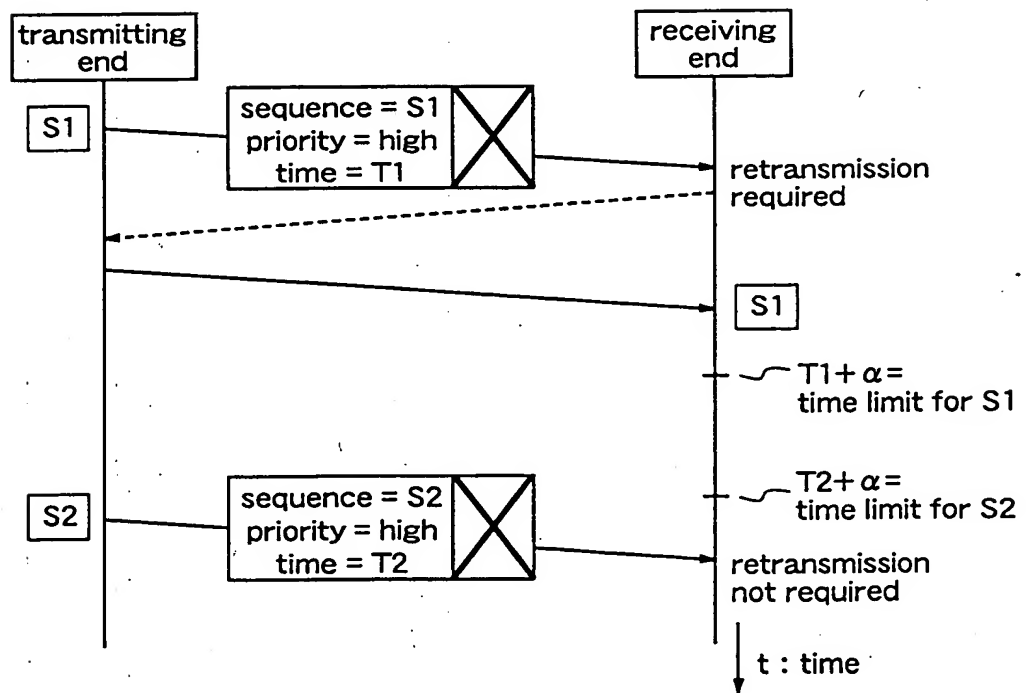 transmitting
end
receiving
end
S1
sequence = S1
priority = high
time = T1
retransmission
required
S1
T1+α=
time limit for S1
T2+α=
time limit for S2
S2
sequence = S2
priority = high
time = T2
retransmission
not required
t : time